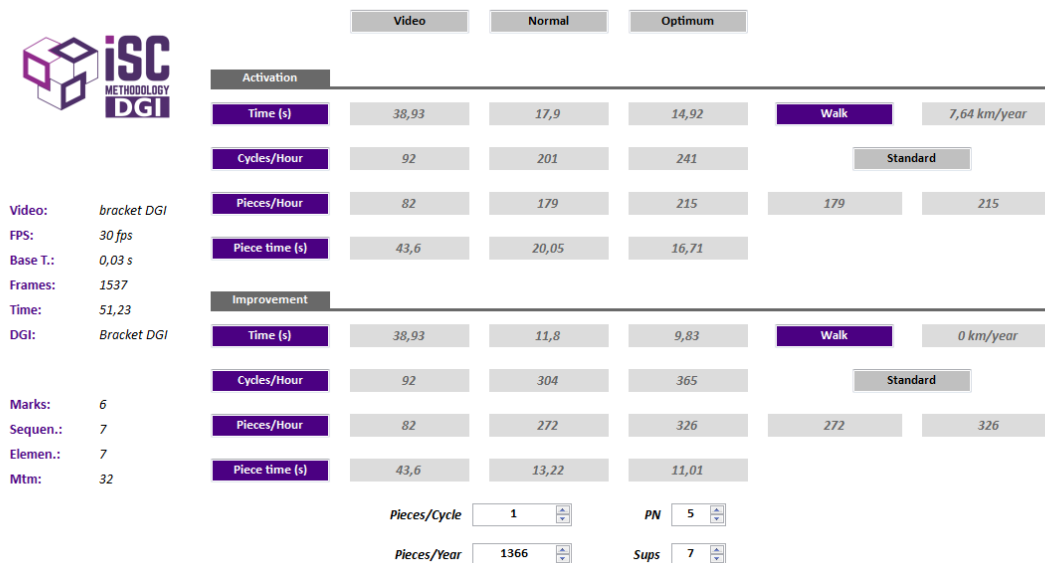 Video Normal Optimum
iSC
METHODOLOGY
DGI
Activation
Time (s) 38,93 17,9 14,92 Walk 7,64 km/year
Cycles/Hour 92 201 241 Standard
Pieces/Hour 82 179 215 179 215
Piece time (s) 43,6 20,05 16,71
Video: bracket DGI
FPS: 30 fps
Base T.: 0,03 s
Frames: 1537
Time: 51,23
DGI: Bracket DGI
Improvement
Time (s) 38,93 11,8 9,83 Walk 0 km/year
Cycles/Hour 92 304 365 Standard
Pieces/Hour 82 272 326 272 326
Piece time (s) 43,6 13,22 11,01
Marks: 6
Sequen.: 7
Elemen.: 7
Mtm: 32
Pieces/Cycle 1 PN 5
Pieces/Year 1366 Sups 7